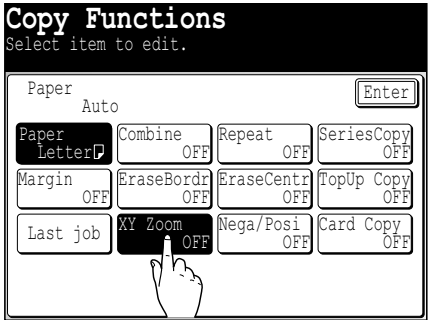 Copy Functions
Select item to edit.
Paper
Auto
Enter
Paper Combine Repeat SeriesCopy
Letter OFF OFF OFF
Margin EraseBordr EraseCentr TopUp Copy
OFF OFF OFF OFF
Last job XY Zoom Nega/Posi Card Copy
OFF OFF OFF